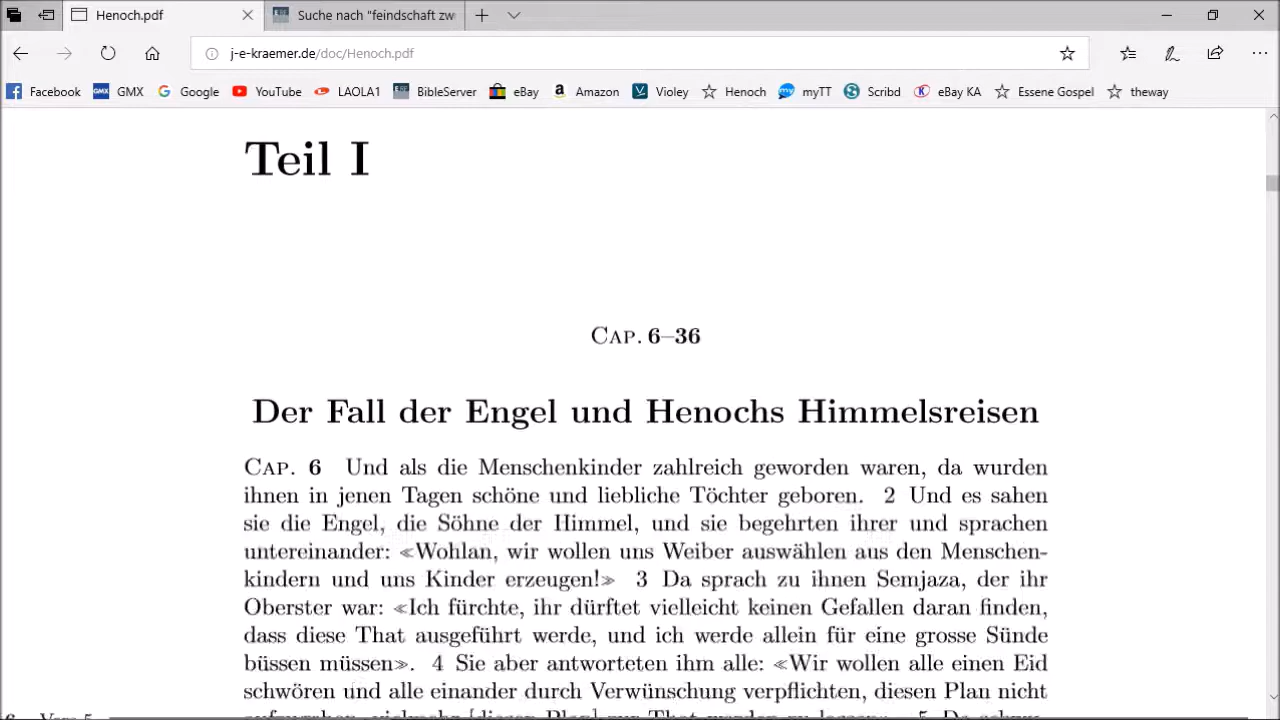 Henoch.pdf
Suche nach "feindschaft zw
j-e-kraemer.de/doc/Henoch.pdf
Facebook GMX Google YouTube LAOLA1 BibleServer eBay Amazon Violey Henoch myTT Scribd eBay KA Essene Gospel theway
Teil I
CAP. 6–36
Der Fall der Engel und Henochs Himmelsreisen
CAP. 6 Und als die Menschenkinder zahlreich geworden waren, da wurden
ihnen in jenen Tagen schöne und liebliche Töchter geboren. 2 Und es sahen
sie die Engel, die Söhne der Himmel, und sie begehrten ihrer und sprachen
untereinander: ≪Wohlan, wir wollen uns Weiber auswählen aus den Menschen-
kindern und uns Kinder erzeugen!≫ 3 Da sprach zu ihnen Semjaza, der ihr
Oberster war: ≪Ich fürchte, ihr dürftet vielleicht keinen Gefallen daran finden,
dass diese That ausgeführt werde, und ich werde allein für eine grosse Sünde
büssen müssen≫. 4 Sie aber antworteten ihm alle: ≪Wir wollen alle einen Eid
schwören und alle einander durch Verwünschung verpflichten, diesen Plan nicht